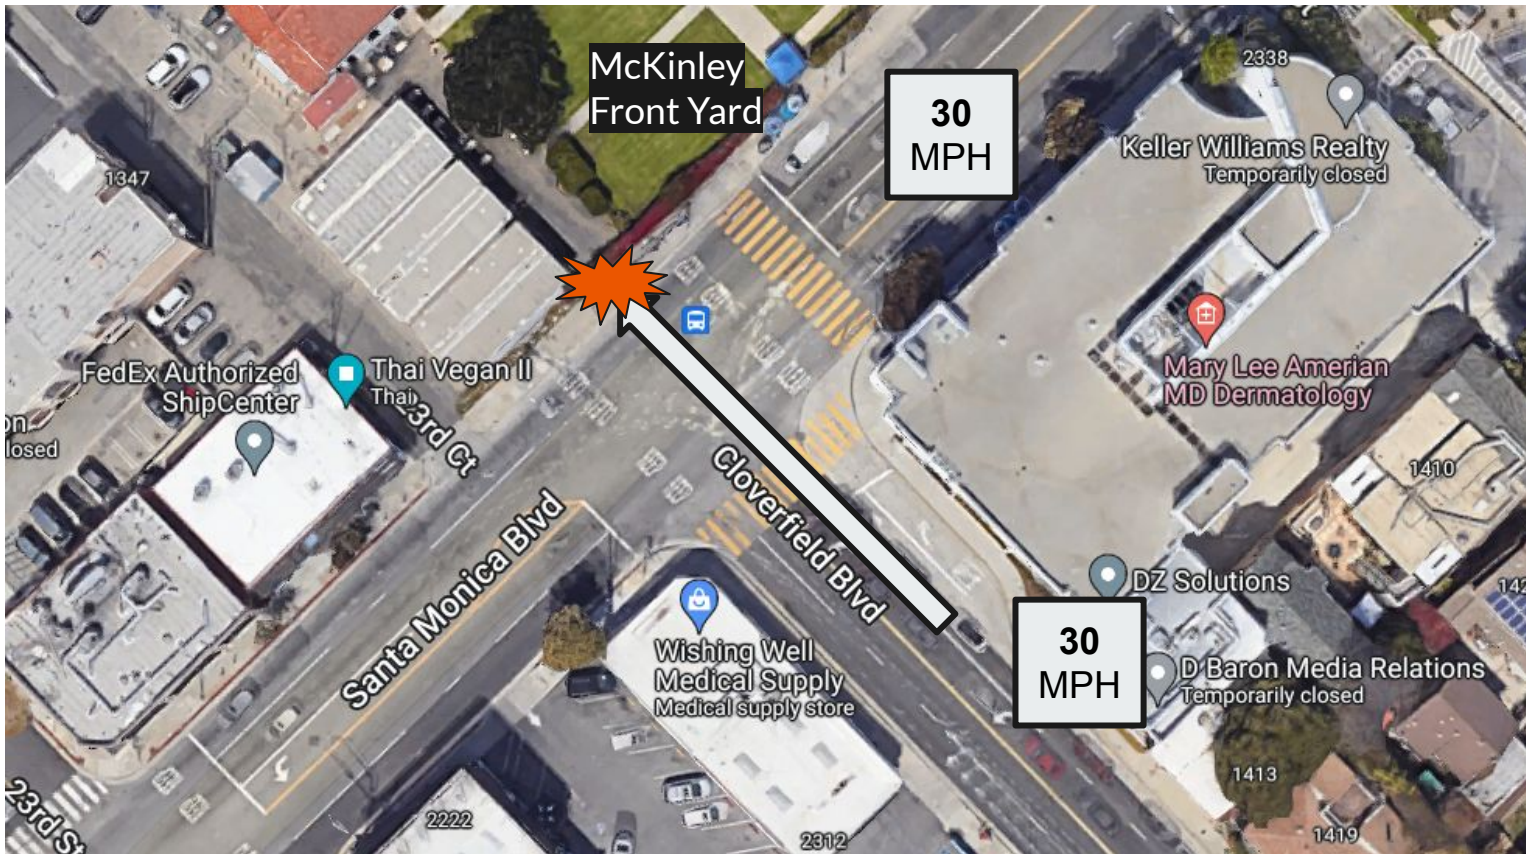 McKinley
Front Yard
30
MPH
2338
Keller Williams Realty
Temporarily closed
1347
FedEx Authorized
ShipCenter
Thai Vegan II
Thai
23rd Ct
on
losed
Mary Lee Amerian
MD Dermatology
1410
Cloverfield Blvd
Santa Monica Blvd
DZ Solutions
142
30
MPH
Wishing Well
Medical Supply
Medical supply store
D Baron Media Relations
Temporarily closed
1413
23rd St
2222
2312
1419